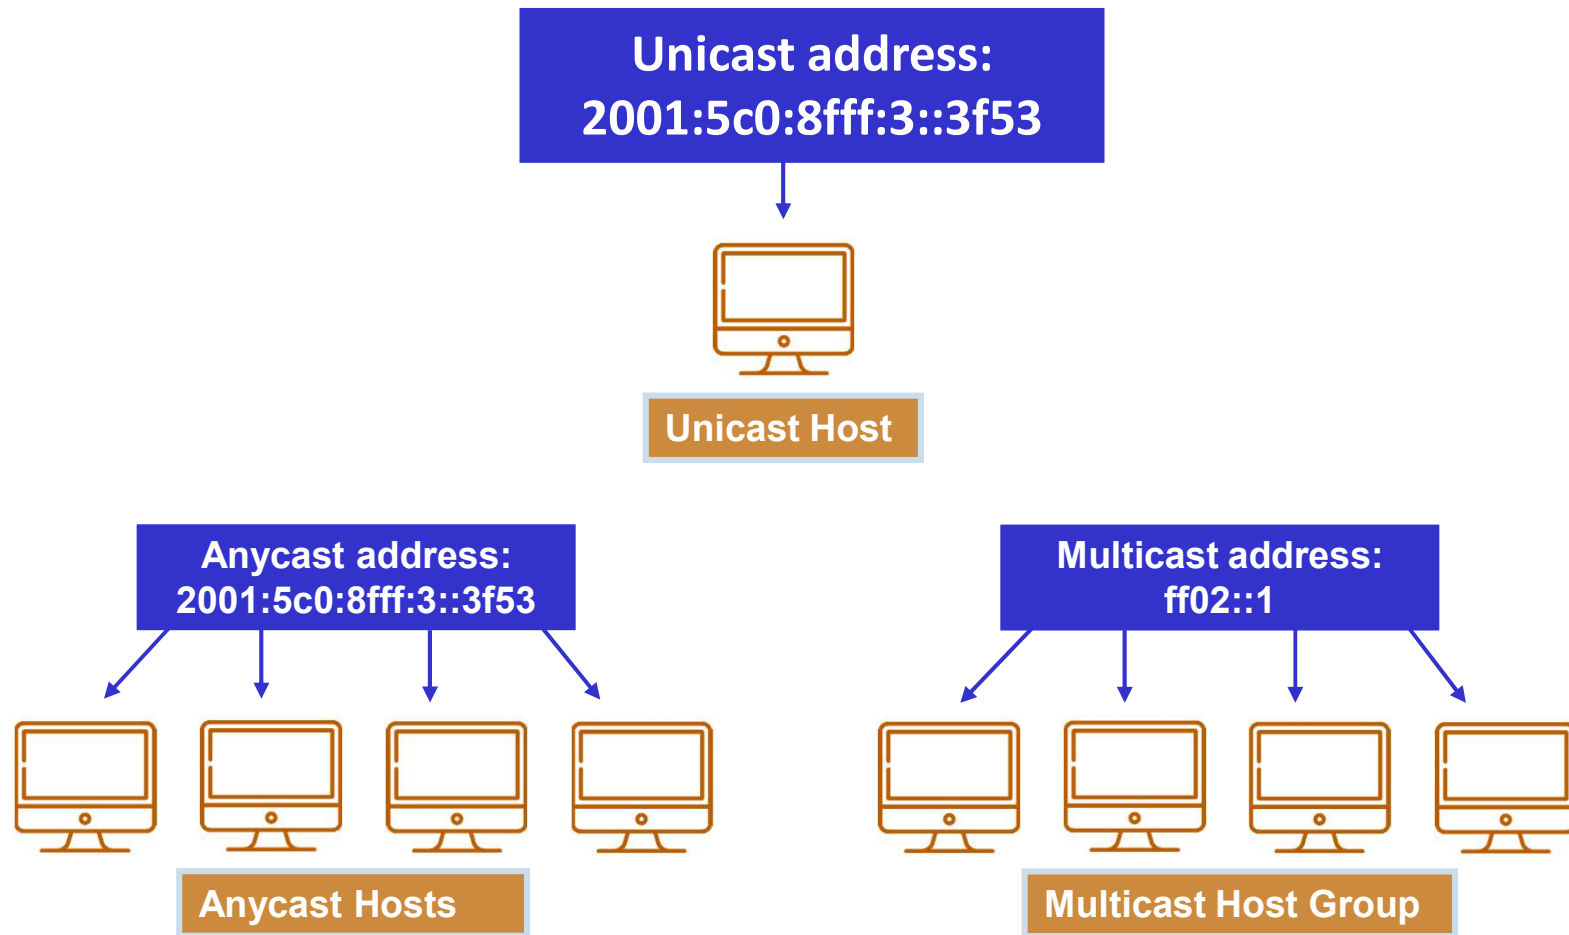 Unicast address:
2001:5c0:8fff:3::3f53
Unicast Host
Anycast address:
2001:5c0:8fff:3::3f53
Multicast address:
ff02::1
Anycast Hosts
Multicast Host Group